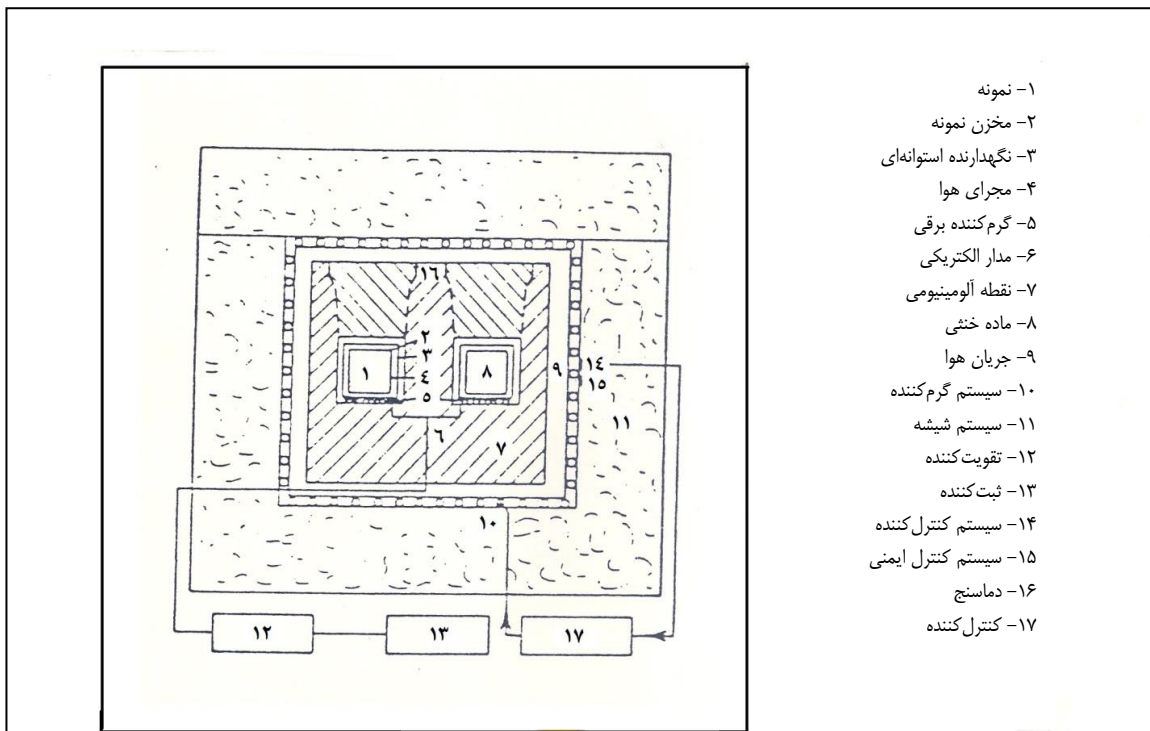 ۱- نمونه
۲- مخزن نمونه
۳- نگهدارنده استوانه‌ای
۴- مجرای هوا
۵- گرم‌کننده برقی
۶- مدار الکتریکی
۷- نقطه آلومینیومی
۸- ماده خنثی
۹- جریان هوا
۱۰- سیستم گرم‌کننده
۱۱- سیستم شیشه
۱۲- تقویت‌کننده
۱۳- ثبت‌کننده
۱۴- سیستم کنترل‌کننده
۱۵- سیستم کنترل ایمنی
۱۶- دماسنج
۱۷- کنترل‌کننده
۱۶
۲
۳
۱
۴
۸
۵
۶
۷
۹
۱۴
۱۵
۱۱
۱۰
۱۲
۱۳
۱۷